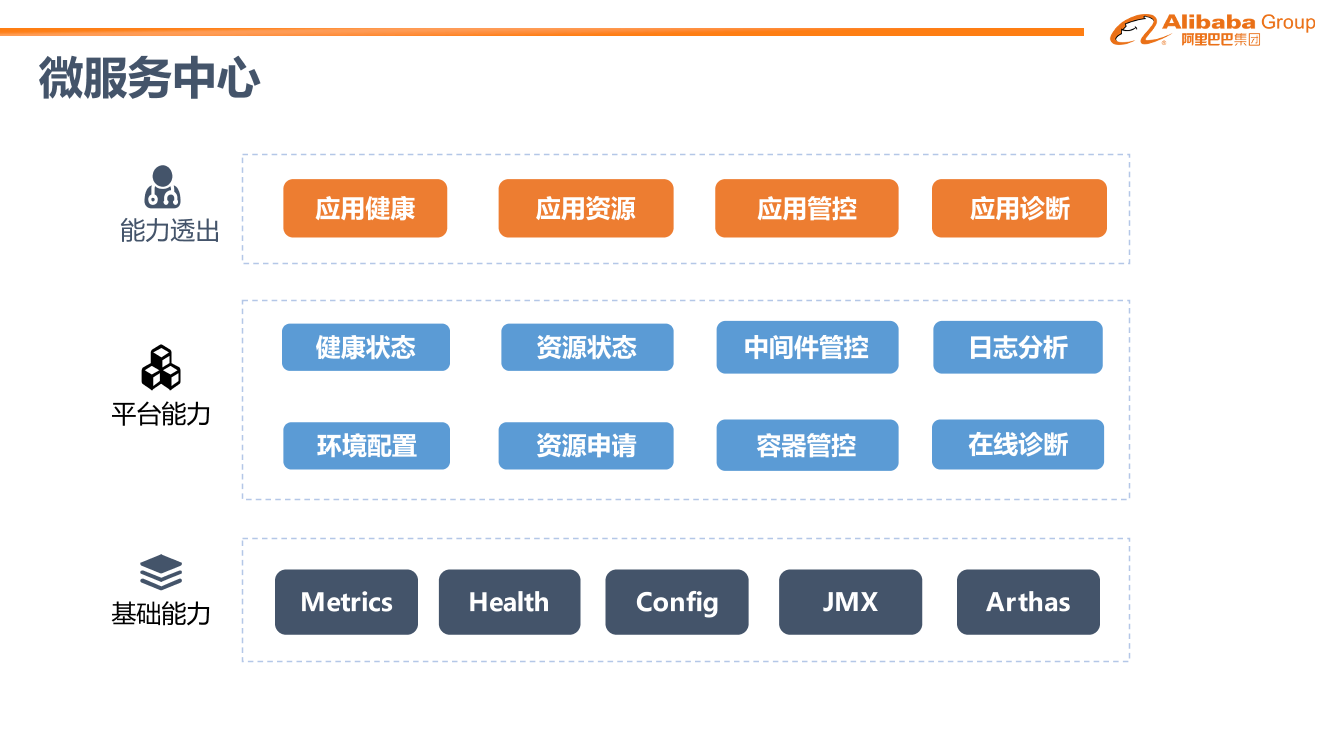 Alibaba Group
阿里巴巴集团
微服务中心
能力透出
应用健康
应用资源
应用管控
应用诊断
平台能力
健康状态
资源状态
中间件管控
日志分析
环境配置
资源申请
容器管控
在线诊断
基础能力
Metrics
Health
Config
JMX
Arthas